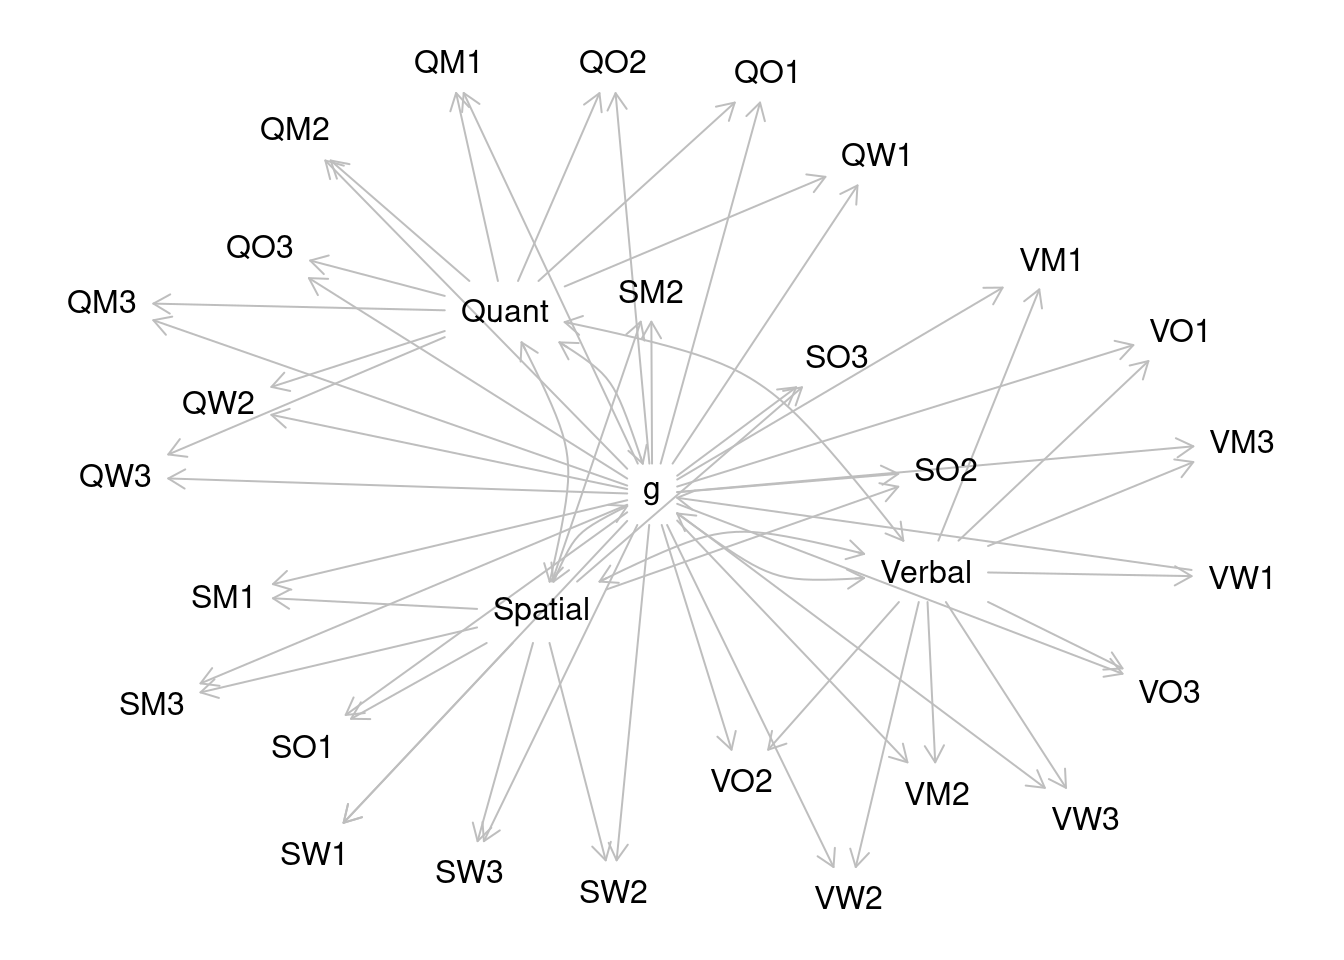 QM1
QO2
QO1
QM2
QW1
QO3
VM1
QM3
SM2
Quant
VO1
SO3
QW2
VM3
SO2
QW3
g
Verbal
VW1
SM1
Spatial
VO3
SM3
SO1
VO2
VM2
VW3
SW1
SW3
SW2
VW2